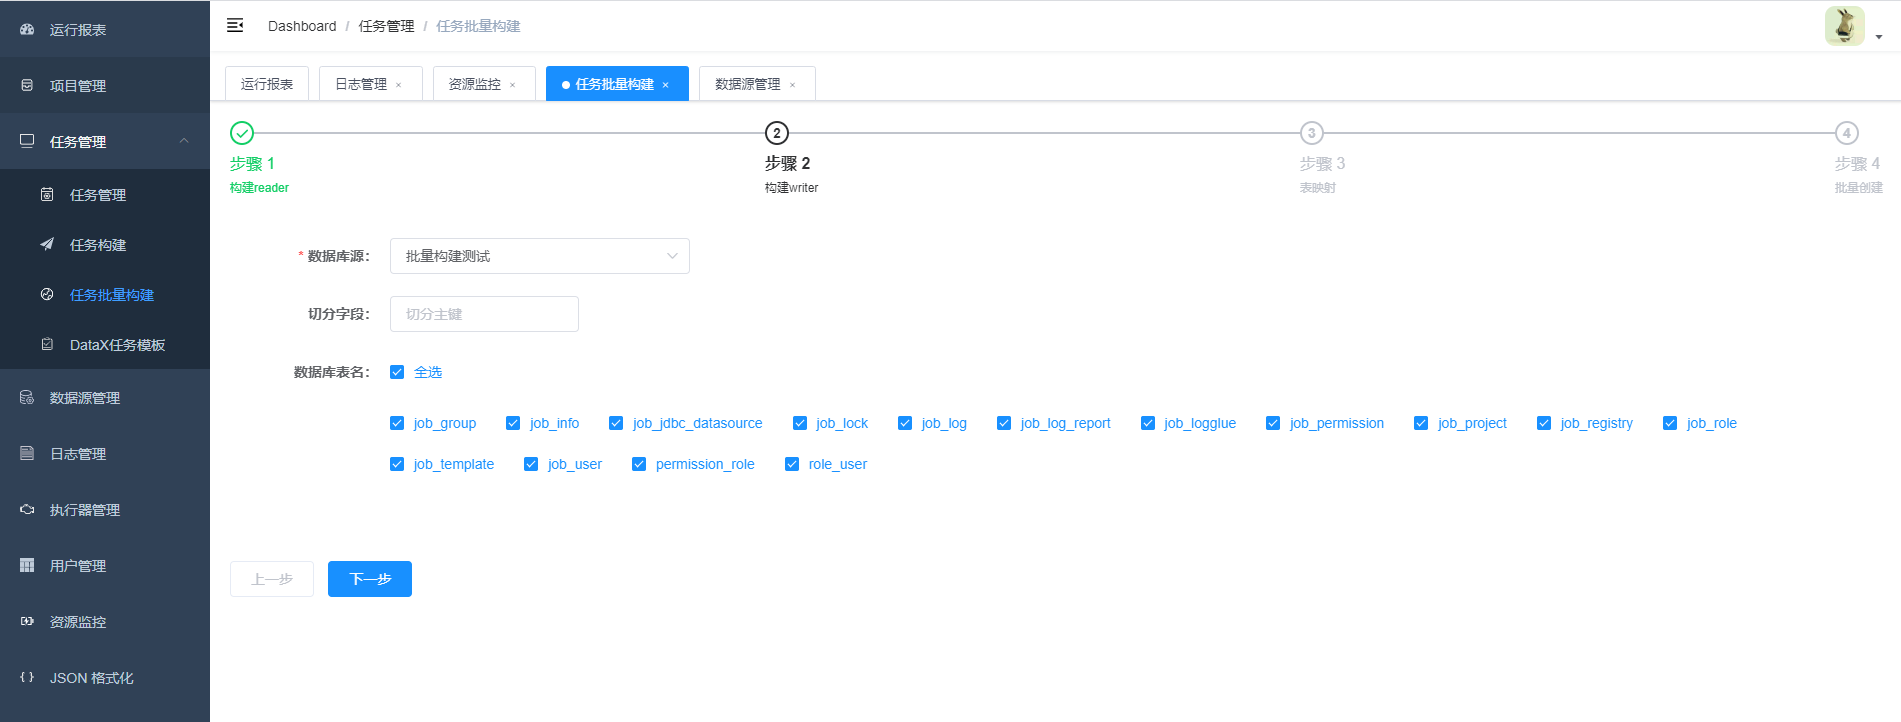 运行报表
项目管理
任务管理
任务管理
任务构建
任务批量构建
DataX任务模板
数据源管理
日志管理
执行器管理
用户管理
资源监控
JSON 格式化
Dashboard / 任务管理 / 任务批量构建
运行报表 日志管理 × 资源监控 × 任务批量构建 × 数据源管理 ×
2 3 4
步骤 1 步骤 2 步骤 3 步骤 4
构建reader 构建writer 表映射 批量创建
* 数据库源: 批量构建测试
切分字段: 切分主键
数据库表名: 全选
job_group job_info job_jdbc_datasource job_lock job_log job_log_report job_logglue job_permission job_project job_registry job_role
job_template job_user permission_role role_user
上一步 下一步